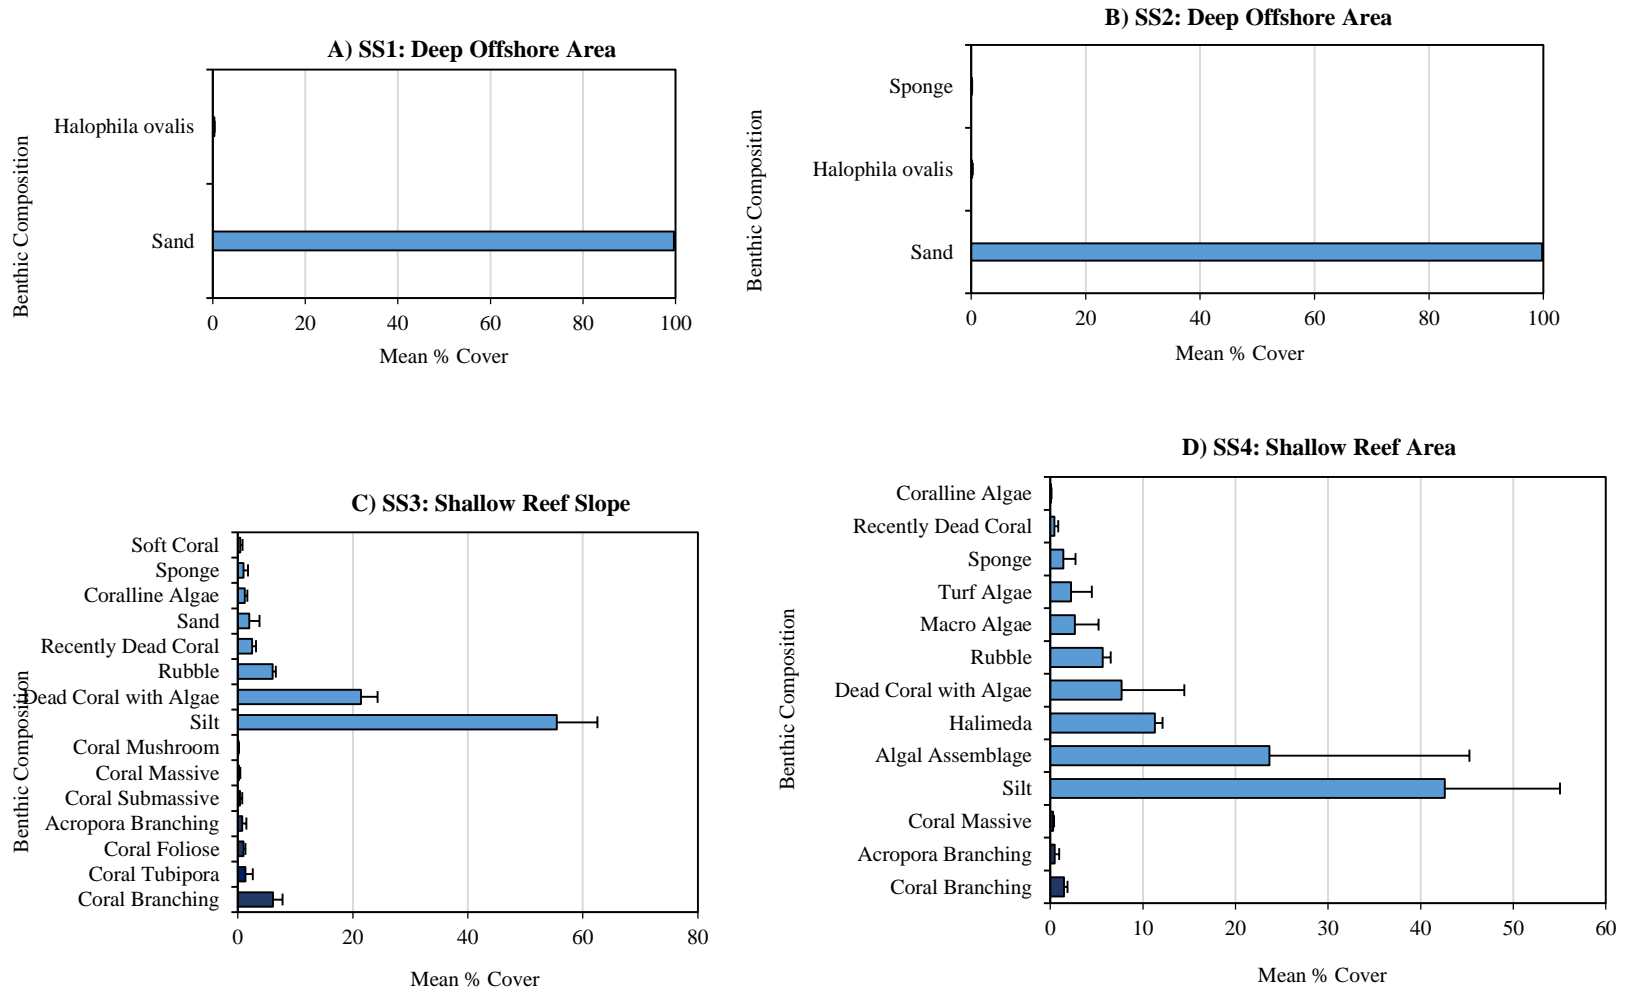 A) SS1: Deep Offshore Area
Benthic Composition
Halophila ovalis
Sand
0 20 40 60 80 100
Mean % Cover
B) SS2: Deep Offshore Area
Benthic Composition
Sponge
Halophila ovalis
Sand
0 20 40 60 80 100
Mean % Cover
C) SS3: Shallow Reef Slope
Benthic Composition
Soft Coral
Sponge
Coralline Algae
Sand
Recently Dead Coral
Rubble
Dead Coral with Algae
Silt
Coral Mushroom
Coral Massive
Coral Submassive
Acropora Branching
Coral Foliose
Coral Tubipora
Coral Branching
0 20 40 60 80
Mean % Cover
D) SS4: Shallow Reef Area
Benthic Composition
Coralline Algae
Recently Dead Coral
Sponge
Turf Algae
Macro Algae
Rubble
Dead Coral with Algae
Halimeda
Algal Assemblage
Silt
Coral Massive
Acropora Branching
Coral Branching
0 10 20 30 40 50 60
Mean % Cover